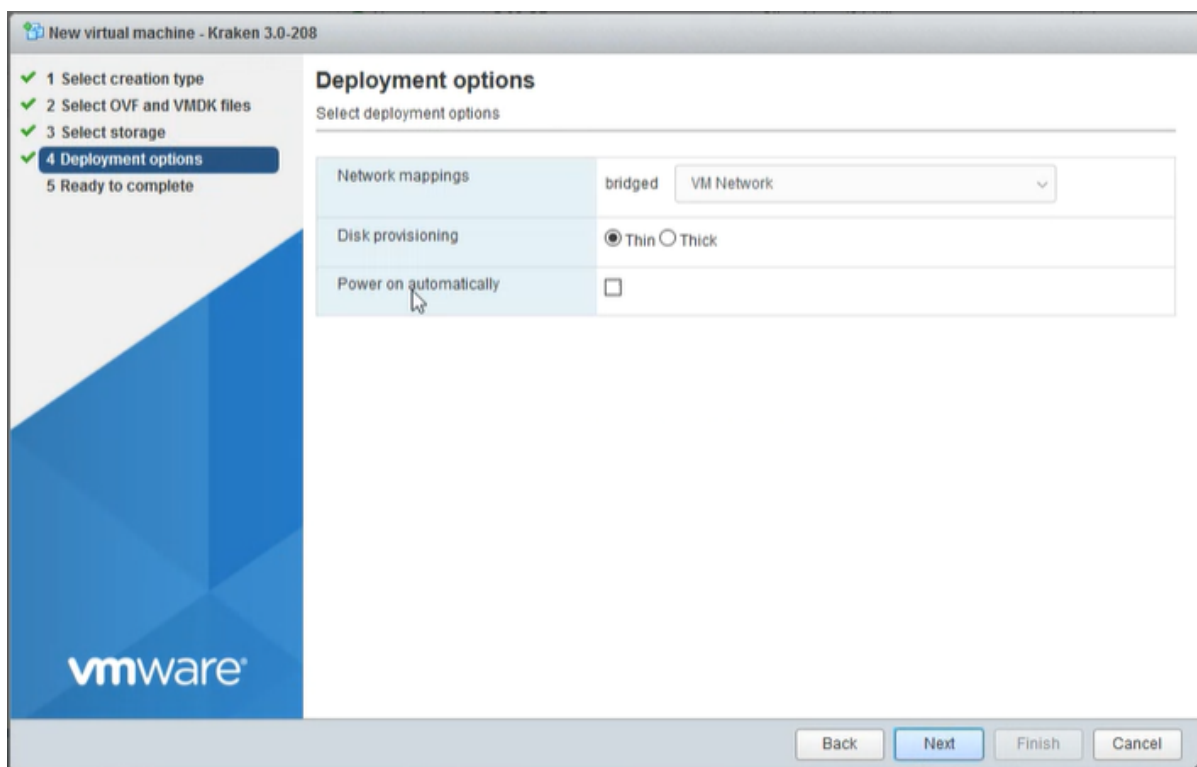 New virtual machine - Kraken 3.0-208
1 Select creation type
2 Select OVF and VMDK files
3 Select storage
4 Deployment options
5 Ready to complete
Deployment options
Select deployment options
Network mappings
bridged
VM Network
Disk provisioning
Thin
Thick
Power on automatically
vmware
Back
Next
Finish
Cancel